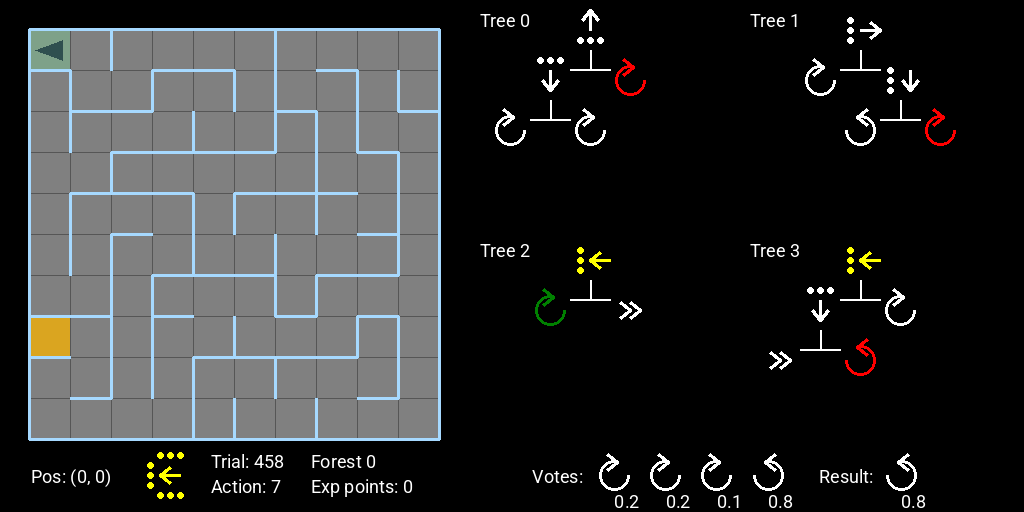 Tree 0
Tree 1
Tree 2
Tree 3
Pos: (0, 0)
Trial: 458
Forest 0
Action: 7
Exp points: 0
Votes:
0.2
0.2
0.1
0.8
Result:
0.8